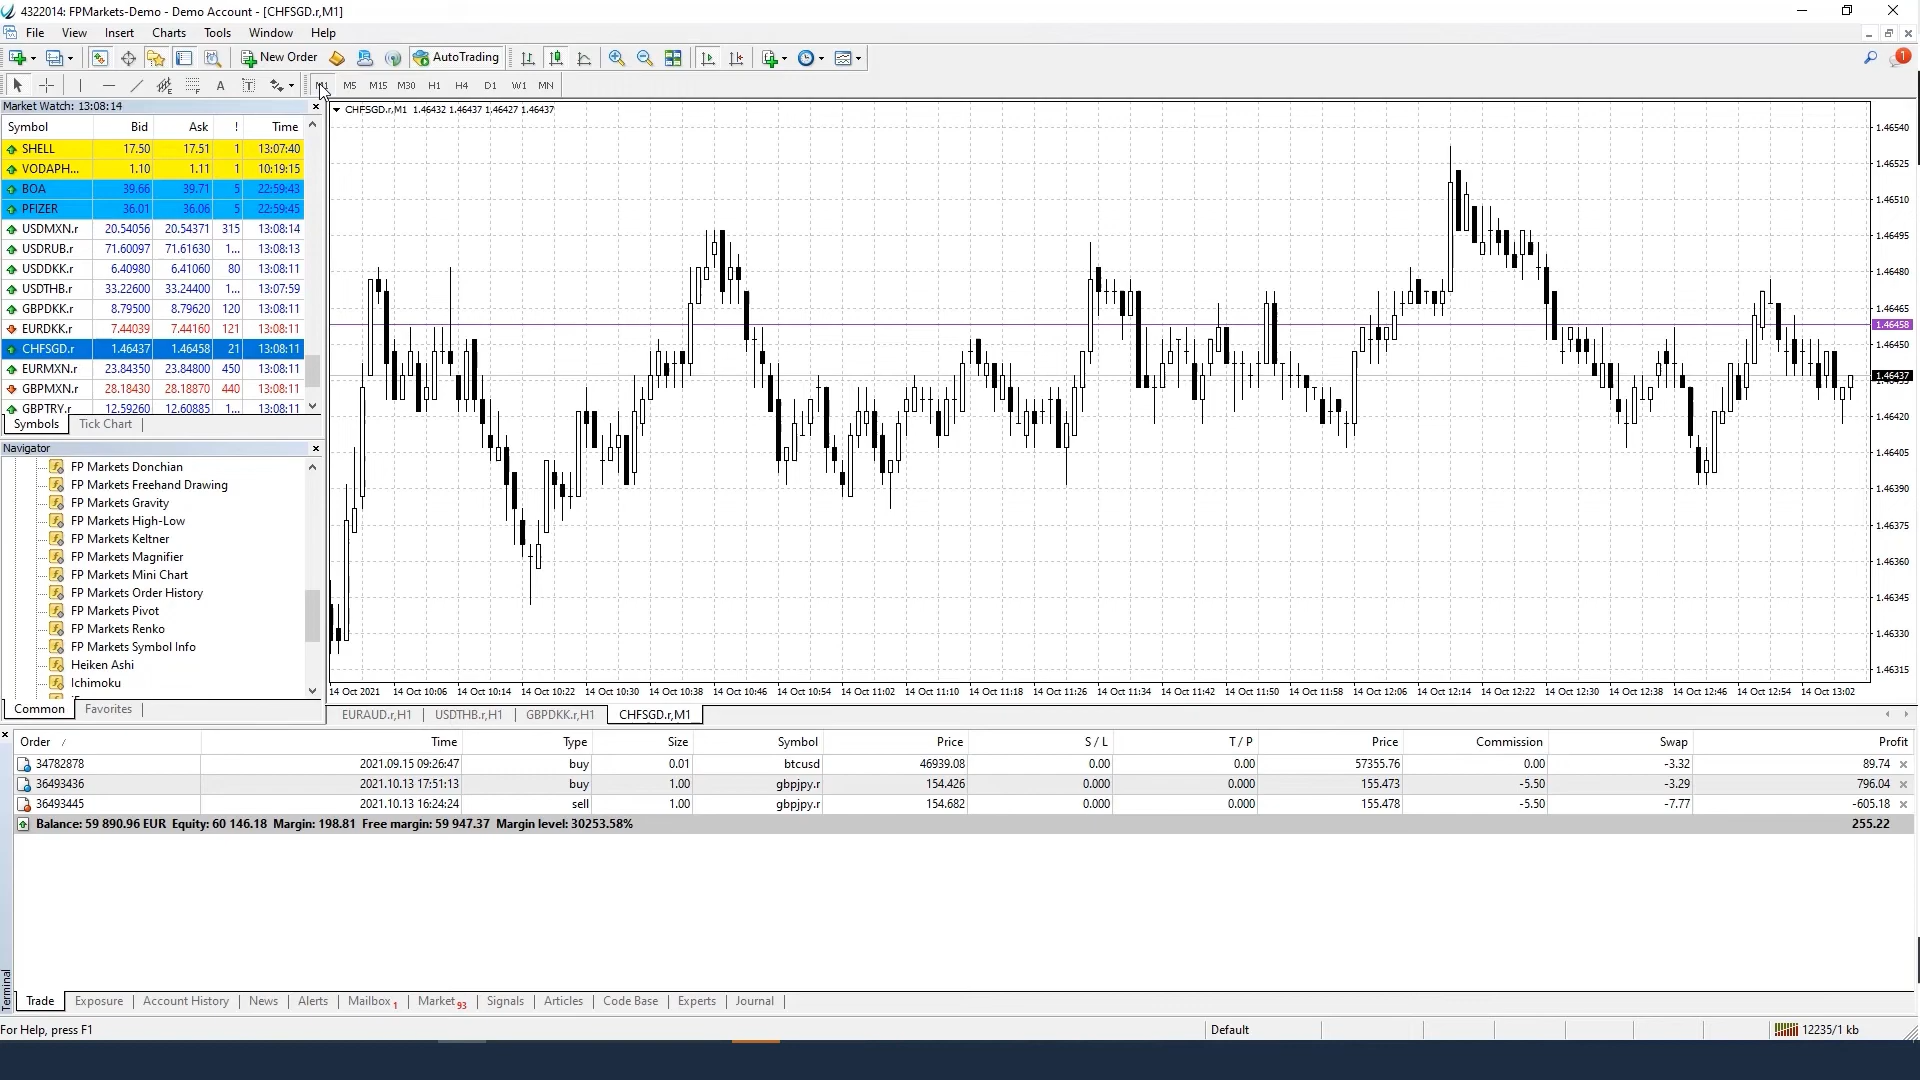 4322014: FPMarkets-Demo - Demo Account - [CHFSGD.r,M1]
File View Insert Charts Tools Window Help
New Order AutoTrading 1
A T M1 M5 M15 M30 H1 H4 D1 W1 MN
Market Watch: 13:08:14
Symbol Bid Ask ! Time
SHELL 17.50 17.51 1 13:07:40
VODAPH... 1.10 1.11 1 10:19:15
BOA 39.66 39.71 5 22:59:43
PFIZER 36.01 36.06 5 22:59:45
USDMXN.r 20.54056 20.54371 315 13:08:14
USDRUB.r 71.60097 71.61630 1... 13:08:13
USDDKK.r 6.40980 6.41060 80 13:08:11
USDTHB.r 33.22600 33.24400 1... 13:07:59
GBPDKK.r 8.79500 8.79620 120 13:08:11
EURDKK.r 7.44039 7.44160 121 13:08:11
CHFSGD.r 1.46437 1.46458 21 13:08:11
EURMXN.r 23.84350 23.84800 450 13:08:11
GBPMXN.r 28.18430 28.18870 440 13:08:11
GBPTRY.r 12.59260 12.60885 1... 13:08:11
Symbols Tick Chart
Navigator
FP Markets Donchian
FP Markets Freehand Drawing
FP Markets Gravity
FP Markets High-Low
FP Markets Keltner
FP Markets Magnifier
FP Markets Mini Chart
FP Markets Order History
FP Markets Pivot
FP Markets Renko
FP Markets Symbol Info
Heiken Ashi
Ichimoku
Common Favorites
CHFSGD.r,M1 1.46432 1.46437 1.46427 1.46437
1.46540
1.46525
1.46510
1.46495
1.46480
1.46465
1.46458
1.46450
1.46437
1.46420
1.46405
1.46390
1.46375
1.46360
1.46345
1.46330
1.46315
14 Oct 2021 14 Oct 10:06 14 Oct 10:14 14 Oct 10:22 14 Oct 10:30 14 Oct 10:38 14 Oct 10:46 14 Oct 10:54 14 Oct 11:02 14 Oct 11:10 14 Oct 11:18 14 Oct 11:26 14 Oct 11:34 14 Oct 11:42 14 Oct 11:50 14 Oct 11:58 14 Oct 12:06 14 Oct 12:14 14 Oct 12:22 14 Oct 12:30 14 Oct 12:38 14 Oct 12:46 14 Oct 12:54 14 Oct 13:02
EURAUD.r,H1 USDTHB.r,H1 GBPDKK.r,H1 CHFSGD.r,M1
Order / Time Type Size Symbol Price S / L T / P Price Commission Swap Profit
34782878 2021.09.15 09:26:47 buy 0.01 btcusd 46939.08 0.00 0.00 57355.76 0.00 -3.32 89.74
36493436 2021.10.13 17:51:13 buy 1.00 gbpjpy.r 154.426 0.000 0.000 155.473 -5.50 -3.29 796.04
36493445 2021.10.13 16:24:24 sell 1.00 gbpjpy.r 154.682 0.000 0.000 155.478 -5.50 -7.77 -605.18
Balance: 59 890.96 EUR Equity: 60 146.18 Margin: 198.81 Free margin: 59 947.37 Margin level: 30253.58% 255.22
Terminal
Trade Exposure Account History News Alerts Mailbox 1 Market 93 Signals Articles Code Base Experts Journal
For Help, press F1 Default 12235/1 kb